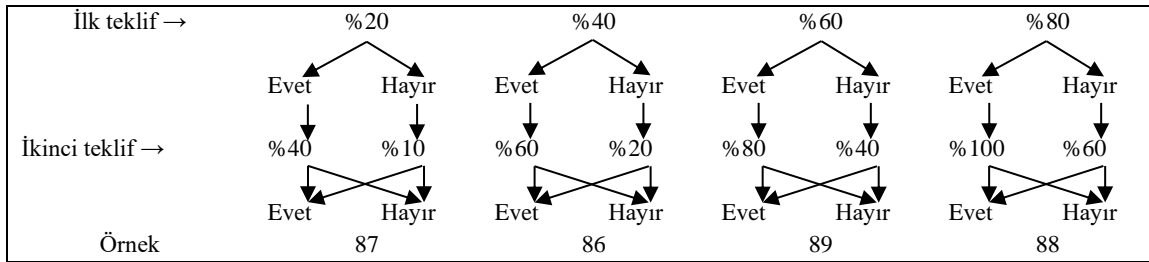 İlk teklif → %20 %40 %60 %80
Evet Hayır Evet Hayır Evet Hayır Evet Hayır
İkinci teklif → %40 %10 %60 %20 %80 %40 %100 %60
Evet Hayır Evet Hayır Evet Hayır Evet Hayır
Örnek 87 86 89 88